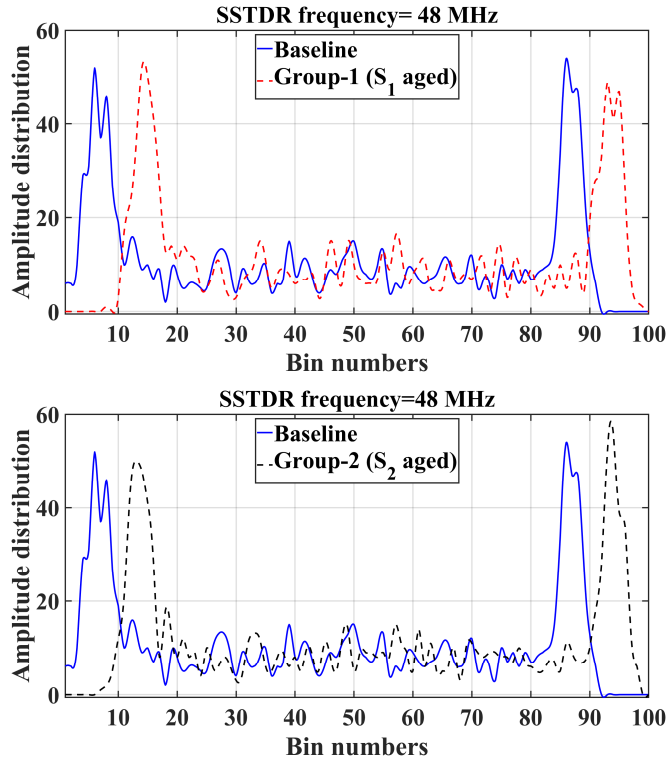 SSTDR frequency= 48 MHz
Amplitude distribution
60
40
20
0
Baseline
Group-1 (S1 aged)
10 20 30 40 50 60 70 80 90 100
Bin numbers
SSTDR frequency=48 MHz
Amplitude distribution
60
40
20
0
Baseline
Group-2 (S2 aged)
10 20 30 40 50 60 70 80 90 100
Bin numbers